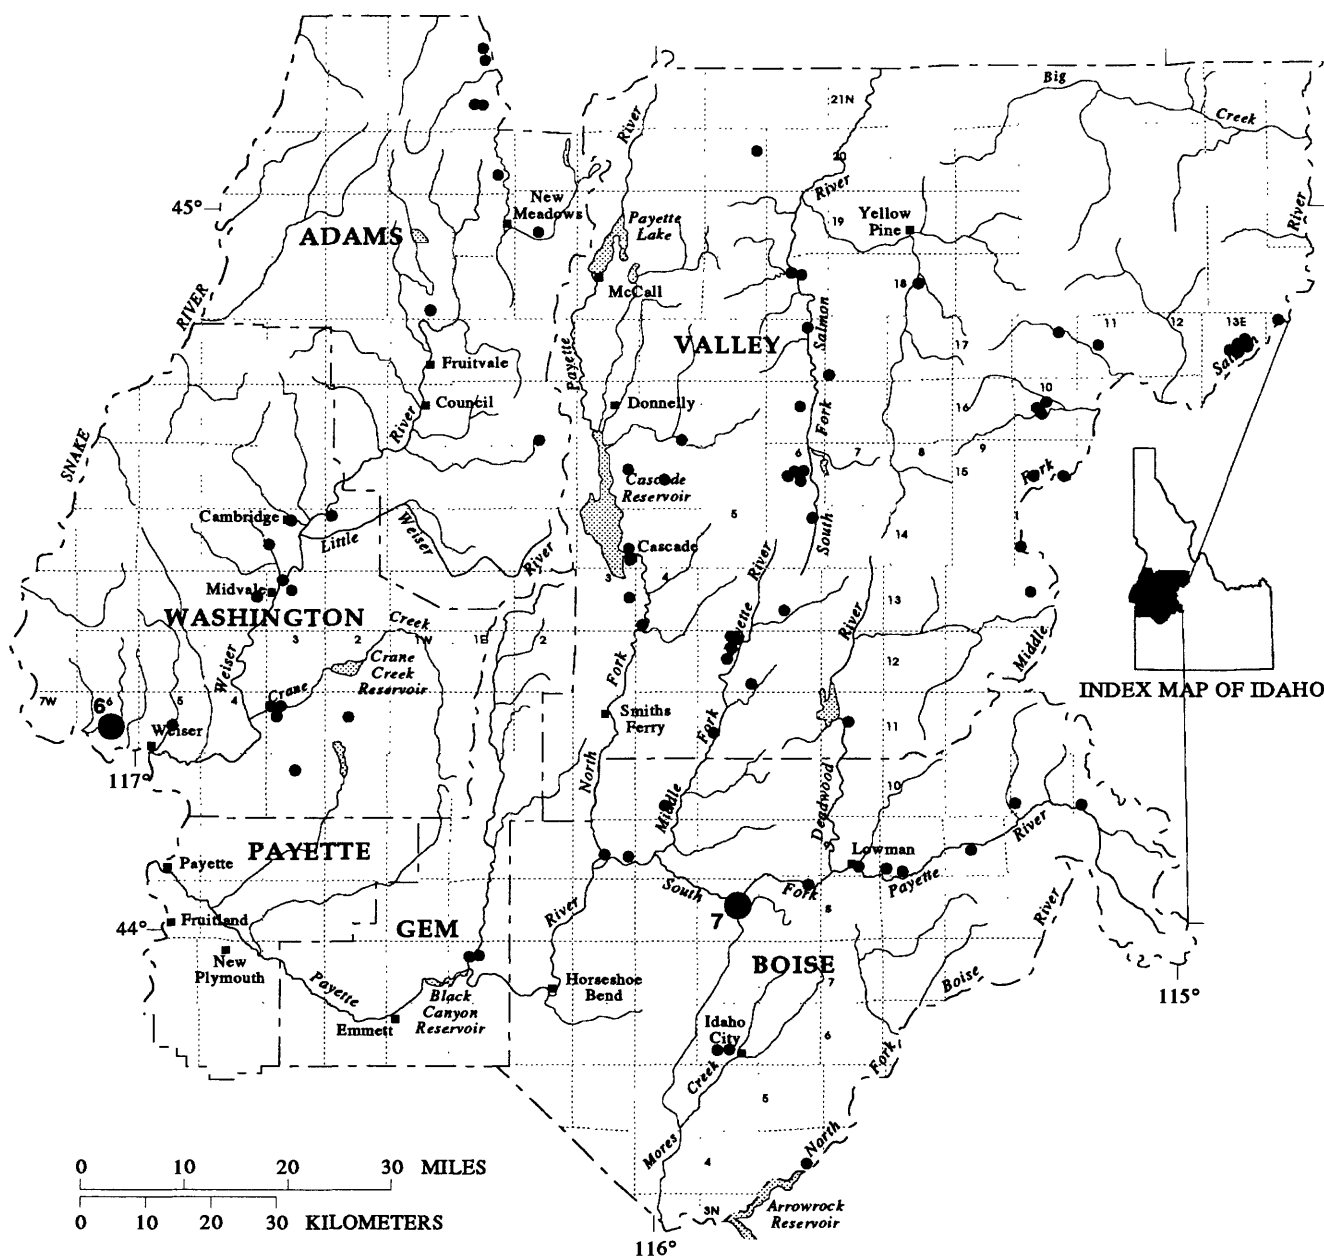 Big
21N
Creek
River
20
River
45°
New
Meadows
Payette
Lake
19
Yellow
Pine
River
ADAMS
McCall
18
RIVER
Salmon
VALLEY
17
11
12
13E
Salmon
Payette
Fruitvale
Council
Donnelly
10
16
River
Fork
9
SNAKE
6
7
8
15
Fork
Cascade
Reservoir
Cambridge
Little
Weiser
5
South
14
River
Cascade
River
3
4
Midvale
13
River
WASHINGTON
Creek
Payette
Middle
3
2
1W
1E
2
12
Weiser
Crane
Creek
Reservoir
Fork
INDEX MAP OF IDAHO
7W
6
6
5
4
Crane
Smiths
Ferry
Fork
11
Weiser
117°
North
Deadwood
10
Middle
River
PAYETTE
Payette
9
Lowman
South
Fork
Payette
Fruitland
44°
GEM
River
7
8
River
New
Plymouth
BOISE
Payette
Black
Canyon
Reservoir
Horseshoe
Bend
7
Boise
115°
Emmett
Idaho
City
6
Creek
Fork
5
North
Mores
4
0 10 20 30 MILES
0 10 20 30 KILOMETERS
3N
Arrowrock
Reservoir
116°